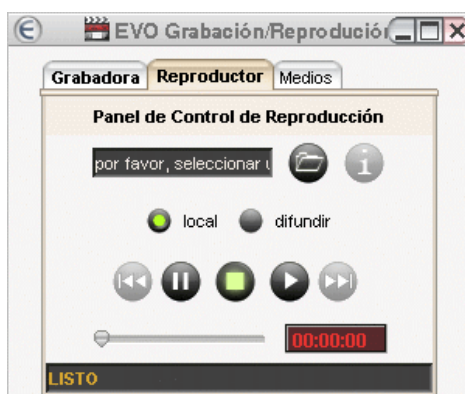 EVO Grabación/Reprodució
Grabadora Reproductor Medios
Panel de Control de Reproducción
por favor, seleccionar
local difundir
00:00:00
LISTO